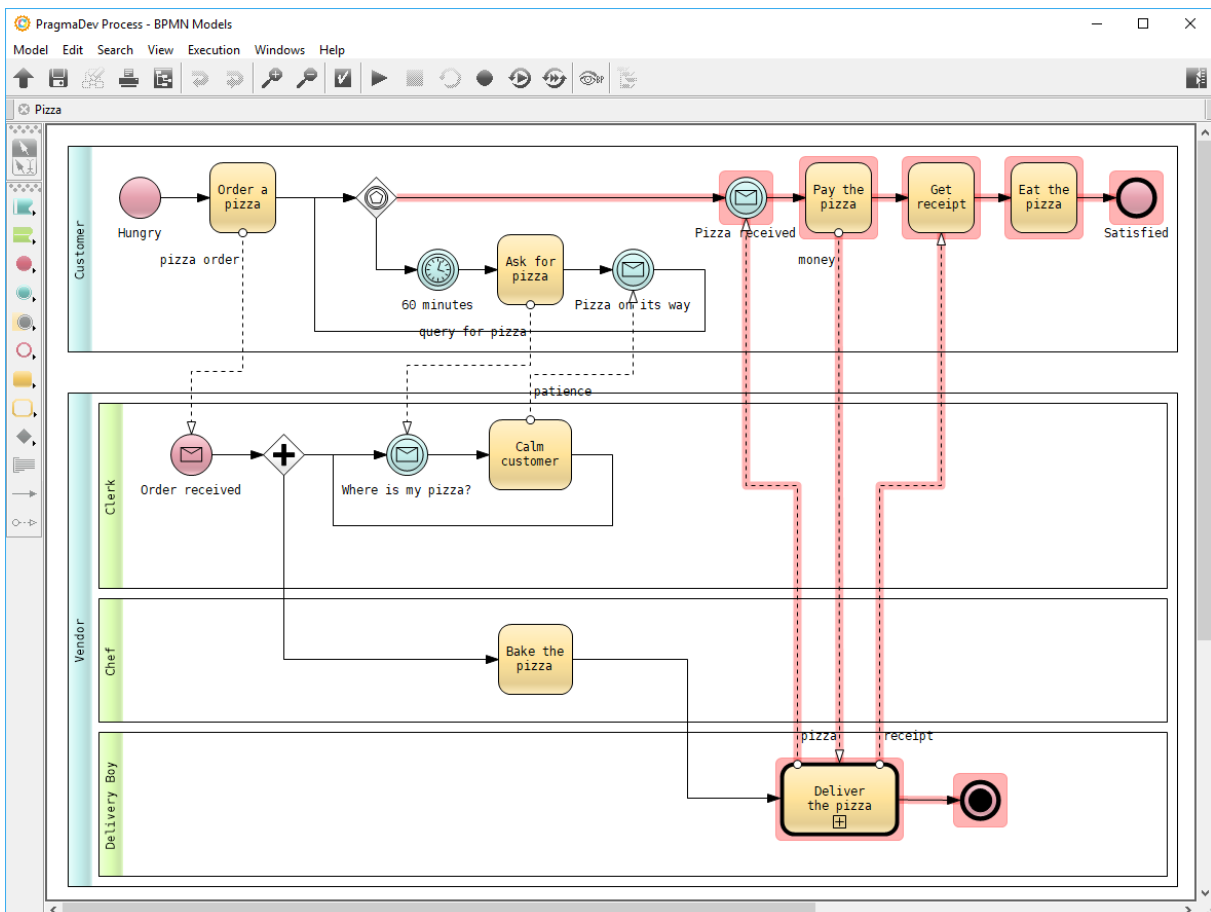 PragmaDev Process - BPMN Models
Model Edit Search View Execution Windows Help
Pizza
Customer
Hungry
Order a
pizza
pizza order
60 minutes
Ask for
pizza
query for pizza
Pizza on its way
patience
Pizza received
Pay the
pizza
money
Get
receipt
Eat the
pizza
Satisfied
Vendor
Clerk
Order received
Where is my pizza?
Calm
customer
Chef
Bake the
pizza
Delivery Boy
pizza
receipt
Deliver
the pizza